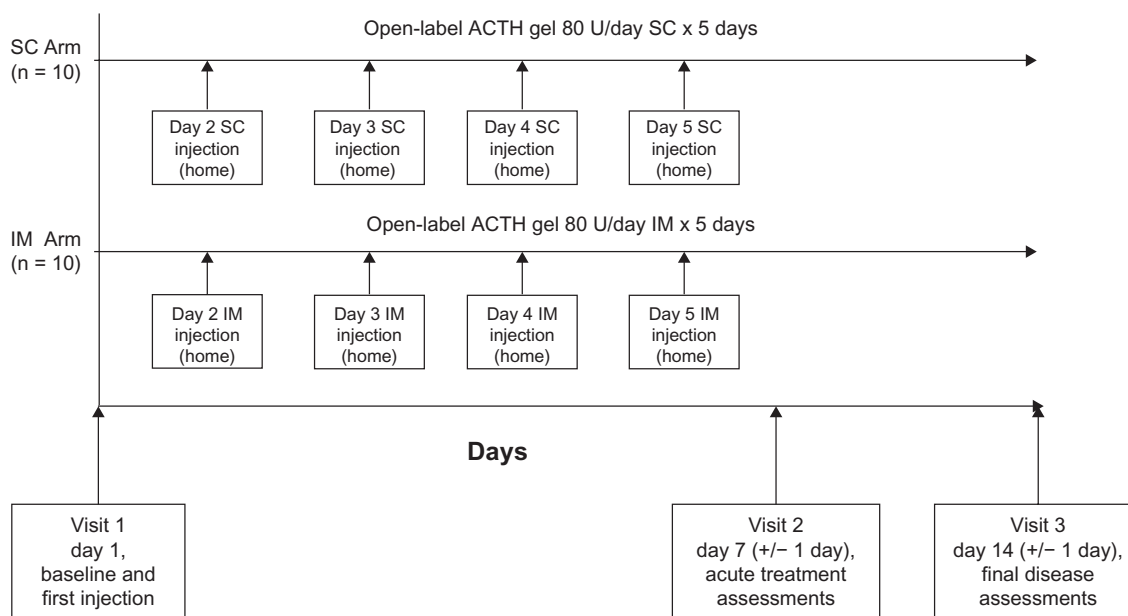 Open-label ACTH gel 80 U/day SC x 5 days
SC Arm
(n = 10)
Day 2 SC
injection
(home)
Day 3 SC
injection
(home)
Day 4 SC
injection
(home)
Day 5 SC
injection
(home)
Open-label ACTH gel 80 U/day IM x 5 days
IM Arm
(n = 10)
Day 2 IM
injection
(home)
Day 3 IM
injection
(home)
Day 4 IM
injection
(home)
Day 5 IM
injection
(home)
Days
Visit 1
day 1,
baseline and
first injection
Visit 2
day 7 (+/− 1 day),
acute treatment
assessments
Visit 3
day 14 (+/− 1 day),
final disease
assessments